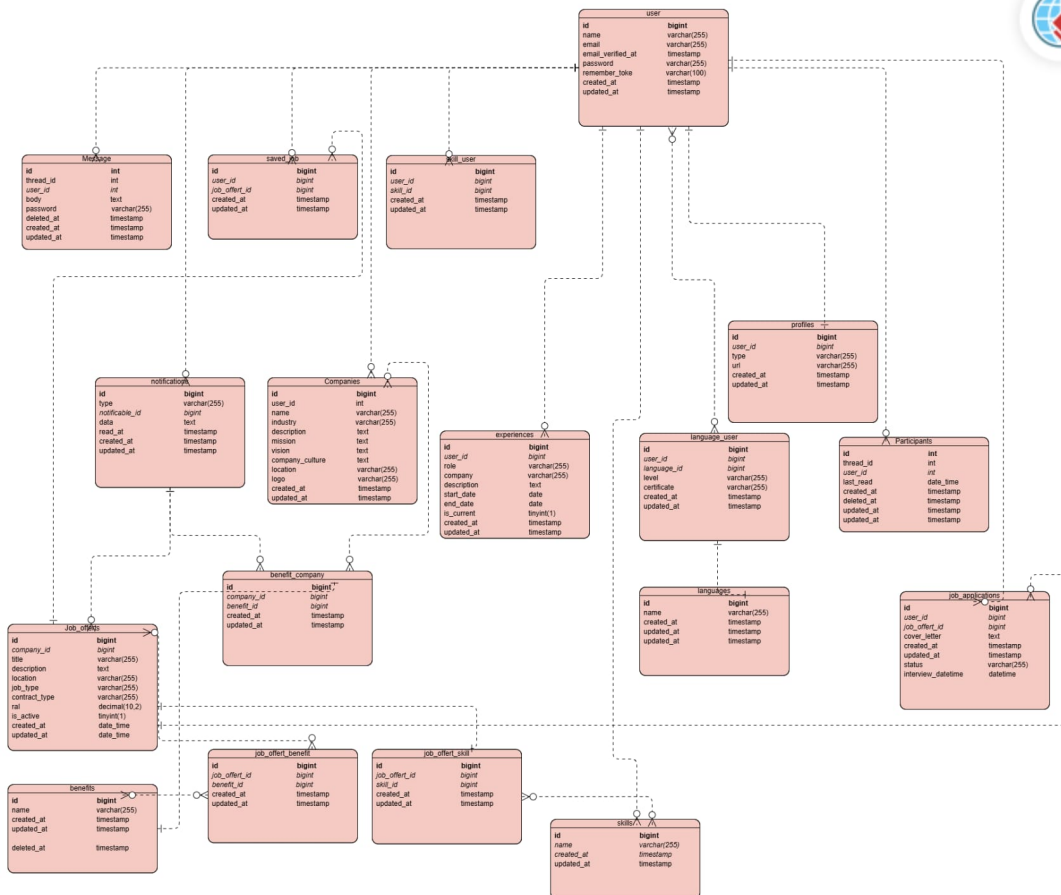 user
id bigint
name varchar(255)
email varchar(255)
email_verified_at timestamp
password varchar(255)
remember_toke varchar(100)
created_at timestamp
updated_at timestamp
Message
id int
thread_id int
user_id int
body text
password varchar(255)
deleted_at timestamp
created_at timestamp
updated_at timestamp
saved_job
id bigint
user_id bigint
job_offert_id bigint
created_at timestamp
updated_at timestamp
skill_user
id bigint
user_id bigint
skill_id bigint
created_at timestamp
updated_at timestamp
profiles
id bigint
user_id bigint
type varchar(255)
url varchar(255)
created_at timestamp
updated_at timestamp
notifications
id bigint
type varchar(255)
notificable_id bigint
data text
read_at timestamp
created_at timestamp
updated_at timestamp
Companies
id bigint
user_id int
name varchar(255)
industry varchar(255)
description text
mission text
vision text
company_culture text
location varchar(255)
logo varchar(255)
created_at timestamp
updated_at timestamp
experiences
id bigint
user_id bigint
role varchar(255)
company varchar(255)
description text
start_date date
end_date date
is_current tinyint(1)
created_at timestamp
updated_at timestamp
language_user
id bigint
user_id bigint
language_id bigint
level varchar(255)
certificate varchar(255)
created_at timestamp
updated_at timestamp
Participants
id int
thread_id int
user_id int
last_read date_time
created_at timestamp
deleted_at timestamp
updated_at timestamp
updated_at timestamp
benefit_company
id bigint
company_id bigint
benefit_id bigint
created_at timestamp
updated_at timestamp
languages
id bigint
name varchar(255)
created_at timestamp
updated_at timestamp
updated_at timestamp
job_applications
id bigint
user_id bigint
job_offert_id bigint
cover_letter text
created_at timestamp
updated_at timestamp
status varchar(255)
interview_datetime datetime
Job_offerts
id bigint
company_id bigint
title varchar(255)
description text
location varchar(255)
job_type varchar(255)
contract_type varchar(255)
ral decimal(10,2)
is_active tinyint(1)
created_at date_time
updated_at date_time
job_offert_benefit
id bigint
job_offert_id bigint
benefit_id bigint
created_at timestamp
updated_at timestamp
job_offert_skill
id bigint
job_offert_id bigint
skill_id bigint
created_at timestamp
updated_at timestamp
benefits
id bigint
name varchar(255)
created_at timestamp
updated_at timestamp
deleted_at timestamp
skills
id bigint
name varchar(255)
created_at timestamp
updated_at timestamp